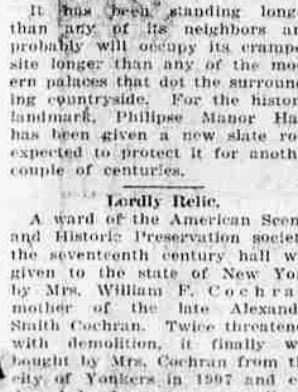 It has been standing long
than any of its neighbors an
probably will occupy its cramp
site longer than any of the mo
ern palaces that dot the surroun
ing countryside. For the histor
landmark, Philipse Manor Ha
has been given a new slate ro
expected to protect it for anoth
couple of centuries.
Lordly Relic.
A ward of the American Scen
and Historic Preservation societ
the seventeenth century hall w
given to the state of New Yo
by Mrs. William F. Cochra
mother of the late Alexand
Smith Cochran. Twice threaten
with demolition, it finally w
bought by Mrs. Cochran from t
city of Yonkers in 1907 and